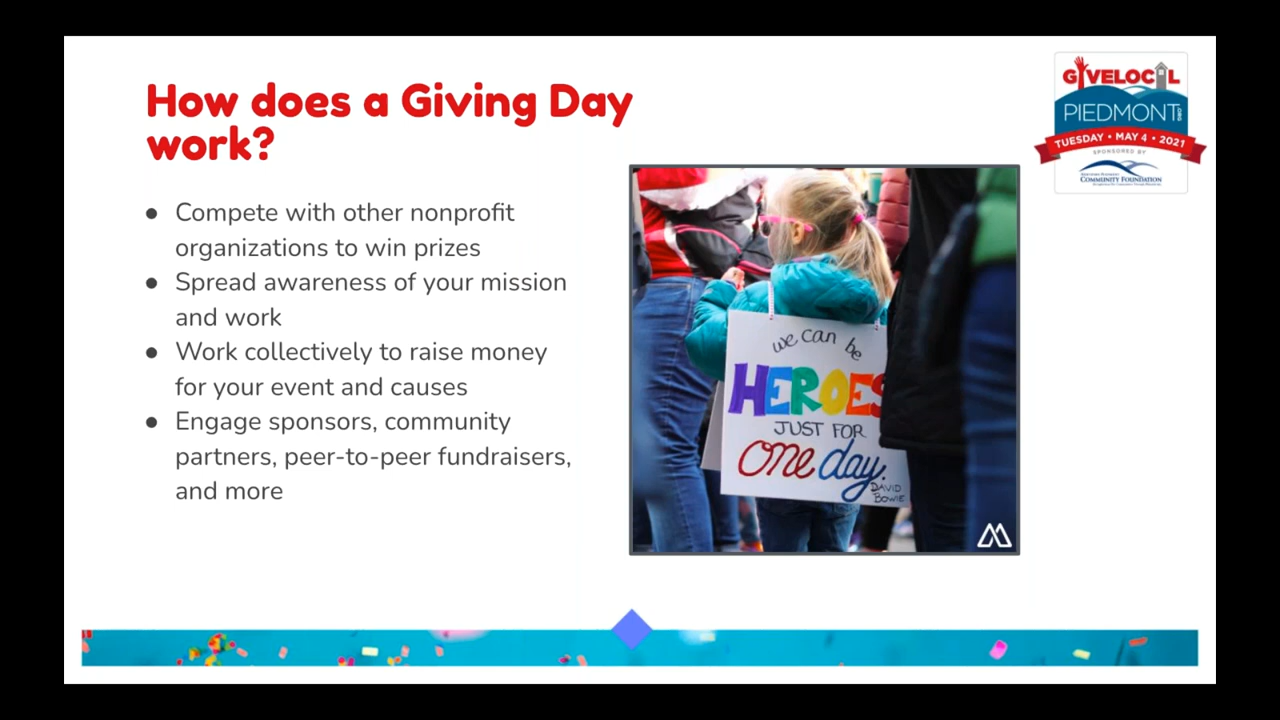 How does a Giving Day
work?
● Compete with other nonprofit
organizations to win prizes
● Spread awareness of your mission
and work
● Work collectively to raise money
for your event and causes
● Engage sponsors, community
partners, peer-to-peer fundraisers,
and more
GIVELOCAL
PIEDMONT.ORG
TUESDAY • MAY 4 • 2021
SPONSORED BY
COMMUNITY FOUNDATION
we can be
HEROES
JUST FOR
one day.
DAVID
BOWIE